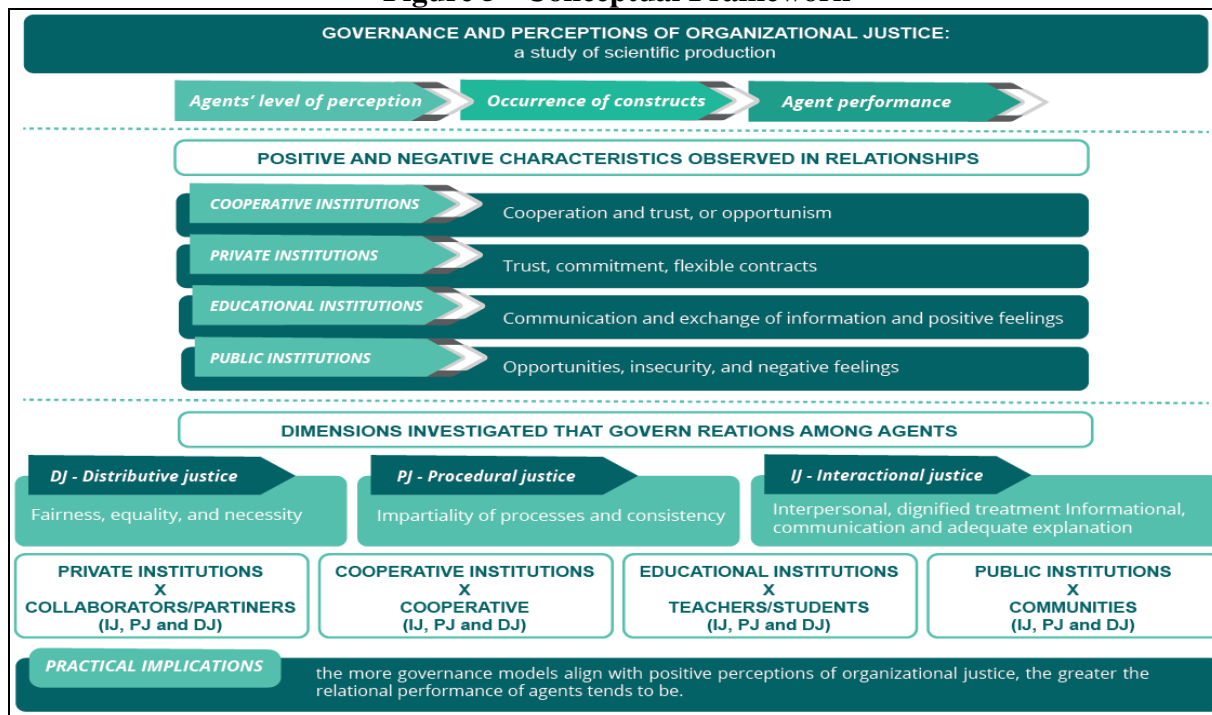 GOVERNANCE AND PERCEPTIONS OF ORGANIZATIONAL JUSTICE:
a study of scientific production
Agents' level of perception
Occurrence of constructs
Agent performance
POSITIVE AND NEGATIVE CHARACTERISTICS OBSERVED IN RELATIONSHIPS
COOPERATIVE INSTITUTIONS
Cooperation and trust, or opportunism
PRIVATE INSTITUTIONS
Trust, commitment, flexible contracts
EDUCATIONAL INSTITUTIONS
Communication and exchange of information and positive feelings
PUBLIC INSTITUTIONS
Opportunities, insecurity, and negative feelings
DIMENSIONS INVESTIGATED THAT GOVERN REATIONS AMONG AGENTS
DJ - Distributive justice
Fairness, equality, and necessity
PJ - Procedural justice
Impartiality of processes and consistency
IJ - Interactional justice
Interpersonal, dignified treatment Informational,
communication and adequate explanation
PRIVATE INSTITUTIONS
X
COLLABORATORS/PARTINERS
(IJ, PJ and DJ)
COOPERATIVE INSTITUTIONS
X
COOPERATIVE
(IJ, PJ and DJ)
EDUCATIONAL INSTITUTIONS
X
TEACHERS/STUDENTS
(IJ, PJ and DJ)
PUBLIC INSTITUTIONS
X
COMMUNITIES
(IJ, PJ and DJ)
PRACTICAL IMPLICATIONS
the more governance models align with positive perceptions of organizational justice, the greater the
relational performance of agents tends to be.